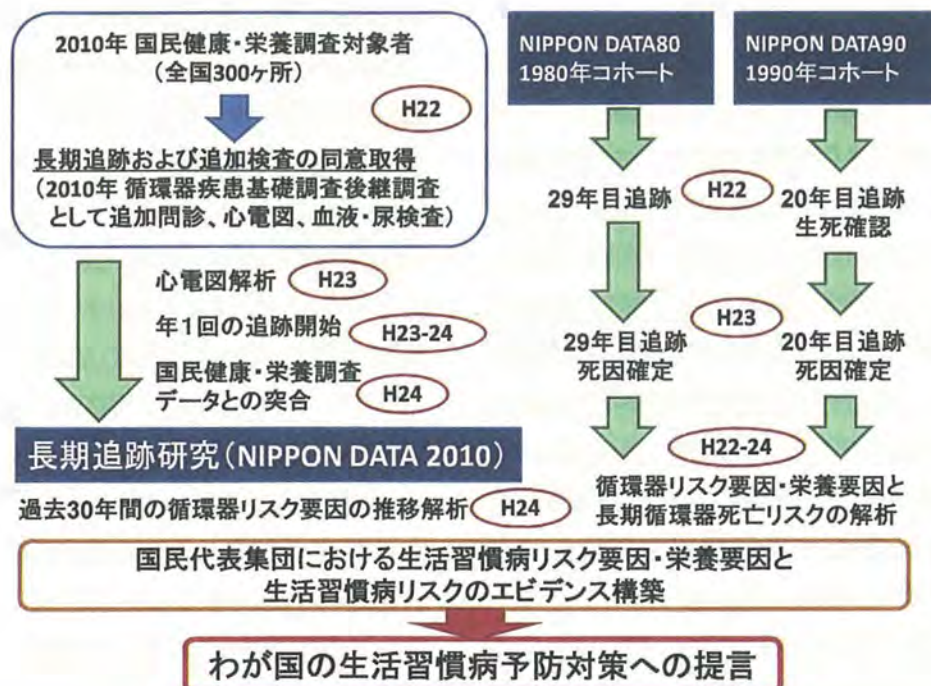 2010年 国民健康・栄養調査対象者
（全国300ヶ所）
H22
長期追跡および追加検査の同意取得
（2010年 循環器疾患基礎調査後継調査
として追加問診、心電図、血液・尿検査）
心電図解析
H23
年1回の追跡開始
H23-24
国民健康・栄養調査
データとの突合
H24
長期追跡研究（NIPPON DATA 2010）
過去30年間の循環器リスク要因の推移解析
H24
NIPPON DATA80
1980年コホート
NIPPON DATA90
1990年コホート
29年目追跡
H22
20年目追跡
生死確認
H23
29年目追跡
死因確定
20年目追跡
死因確定
H22-24
循環器リスク要因・栄養要因と
長期循環器死亡リスクの解析
国民代表集団における生活習慣病リスク要因・栄養要因と
生活習慣病リスクのエビデンス構築
わが国の生活習慣病予防対策への提言